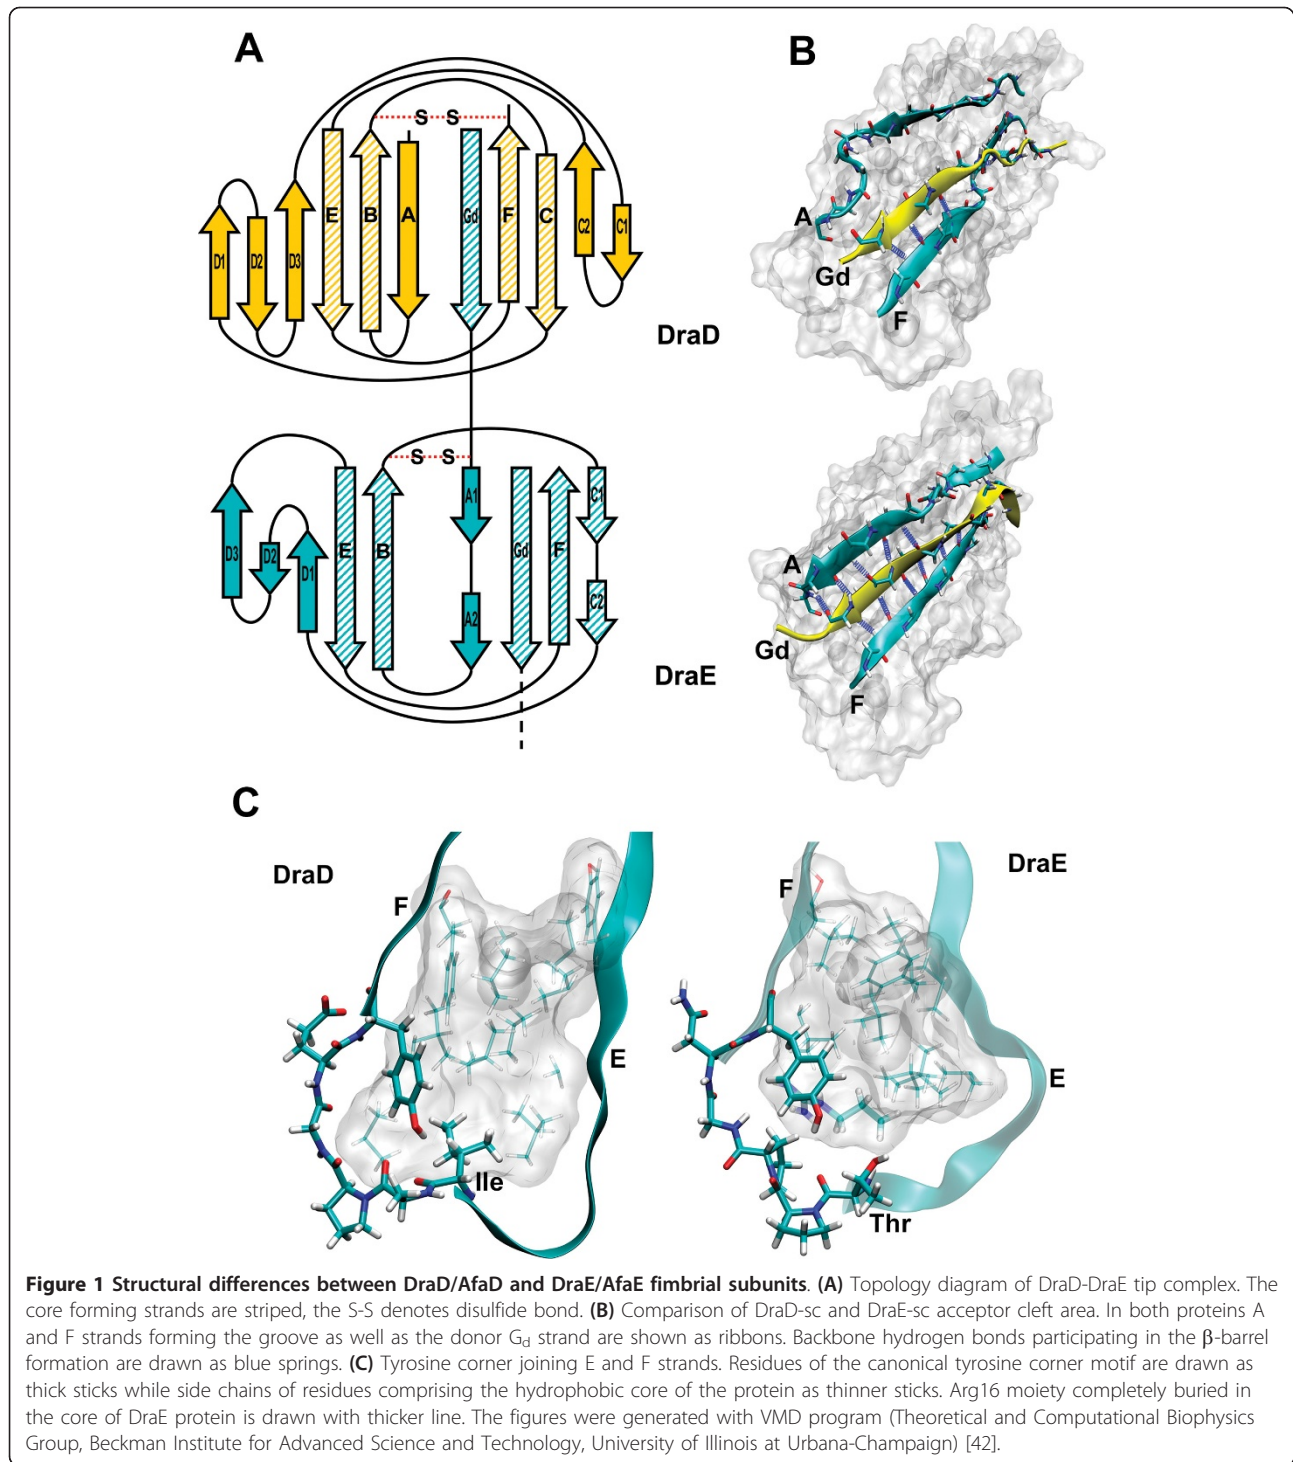 A
B
S S
E
B
A
Gd
F
C
C2
C1
D1
D2
D3
A
Gd
F
DraD
S S
D3
D2
D1
E
B
A1
A2
Gd
F
C1
C2
A
Gd
F
DraE
C
DraD
F
E
Ile
DraE
F
E
Thr
Figure 1 Structural differences between DraD/AfaD and DraE/AfaE fimbrial subunits. (A) Topology diagram of DraD-DraE tip complex. The
core forming strands are striped, the S-S denotes disulfide bond. (B) Comparison of DraD-sc and DraE-sc acceptor cleft area. In both proteins A
and F strands forming the groove as well as the donor Gd strand are shown as ribbons. Backbone hydrogen bonds participating in the β-barrel
formation are drawn as blue springs. (C) Tyrosine corner joining E and F strands. Residues of the canonical tyrosine corner motif are drawn as
thick sticks while side chains of residues comprising the hydrophobic core of the protein as thinner sticks. Arg16 moiety completely buried in
the core of DraE protein is drawn with thicker line. The figures were generated with VMD program (Theoretical and Computational Biophysics
Group, Beckman Institute for Advanced Science and Technology, University of Illinois at Urbana-Champaign) [42].